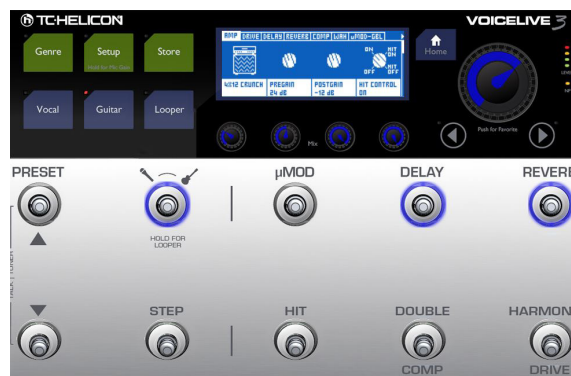 TC·HELICON
VOICELIVE 3
Genre
Setup
Hold for Mic Gain
Store
AMP DRIVE DELAY REVERB COMP WAH µMOD-GEL
ON HIT ON
OFF HIT OFF
4X12 CRUNCH PREGAIN POSTGAIN HIT CONTROL
24 dB -12 dB ON
Home
Vocal
Guitar
Looper
Mix
Push for Favorite
LEVEL
PRESET
µMOD
DELAY
REVERB
HOLD FOR
LOOPER
STEP
HIT
DOUBLE
HARMON
COMP
DRIVE